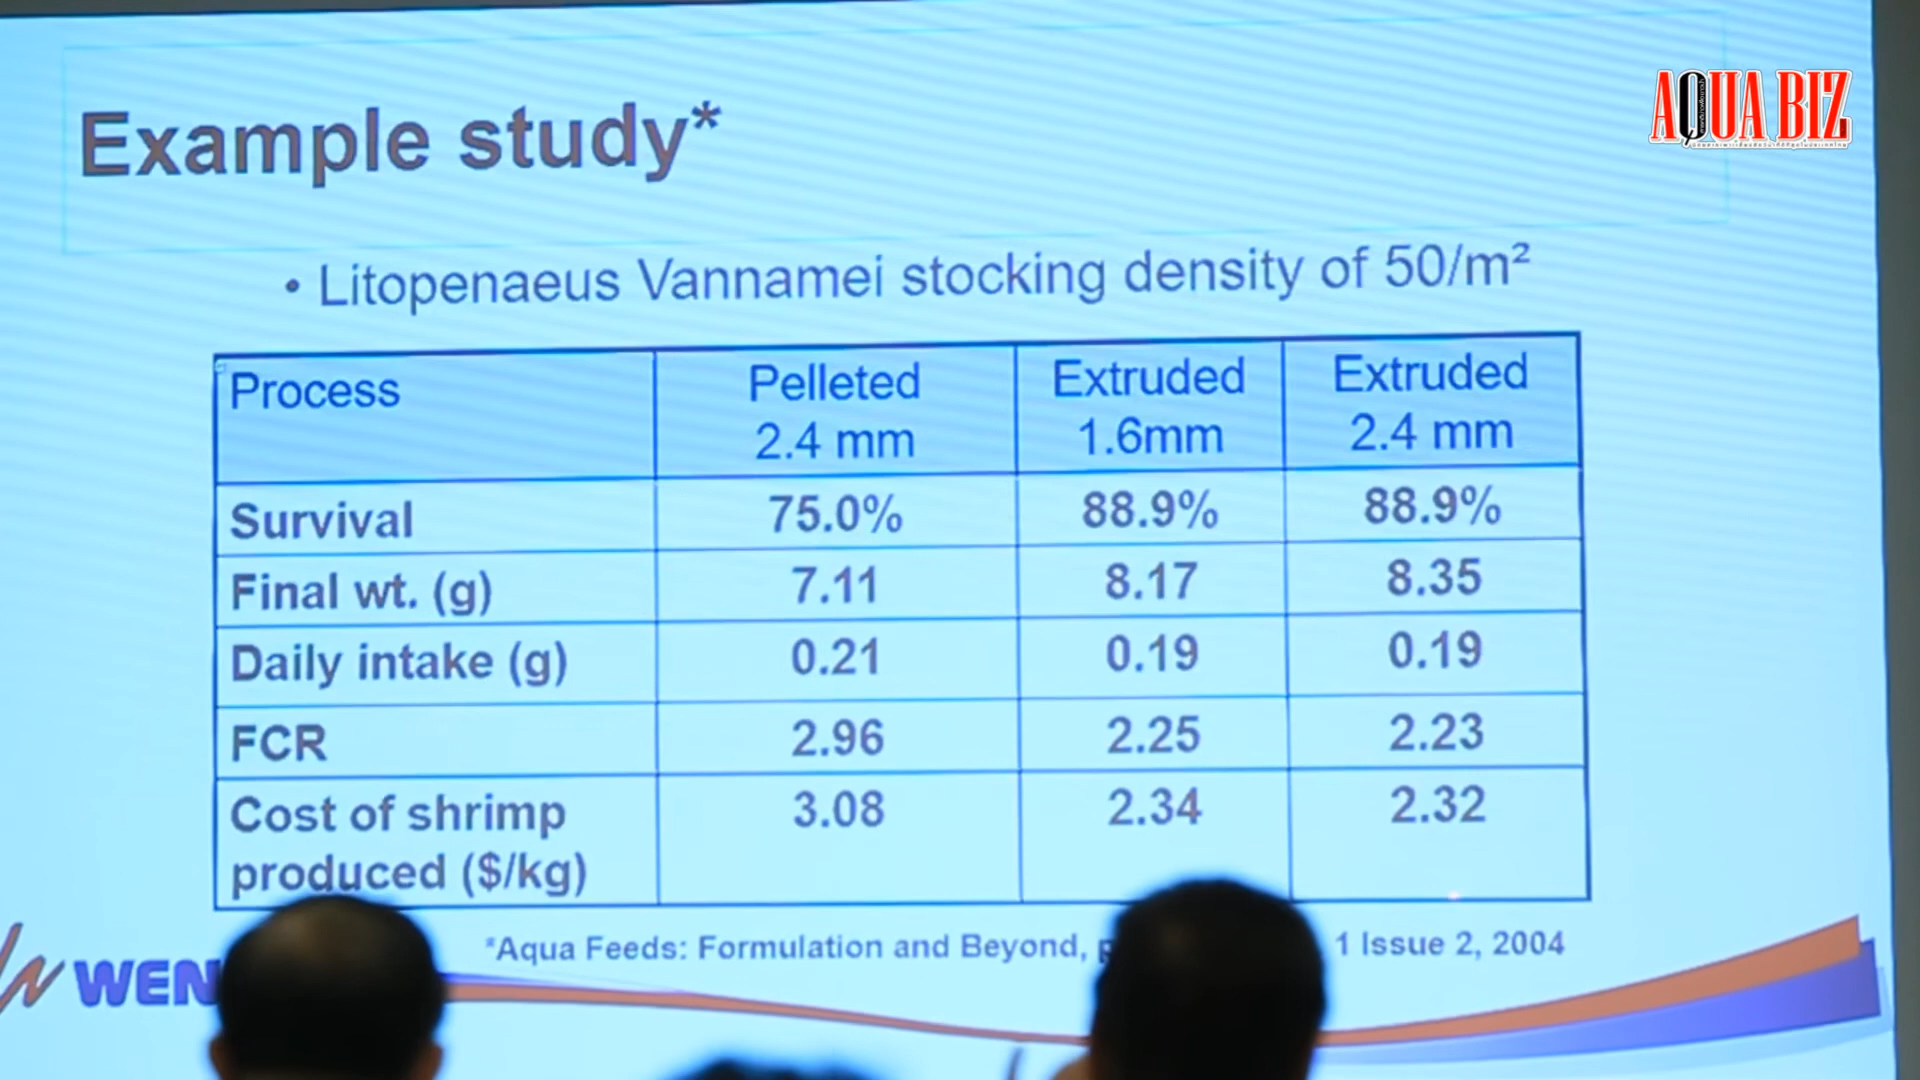 AQUA BIZ
Example study*
• Litopenaeus Vannamei stocking density of 50/m²
Process Pelleted 2.4 mm Extruded 1.6mm Extruded 2.4 mm
Survival 75.0% 88.9% 88.9%
Final wt. (g) 7.11 8.17 8.35
Daily intake (g) 0.21 0.19 0.19
FCR 2.96 2.25 2.23
Cost of shrimp produced ($/kg) 3.08 2.34 2.32
*Aqua Feeds: Formulation and Beyond, 1 Issue 2, 2004
WEN